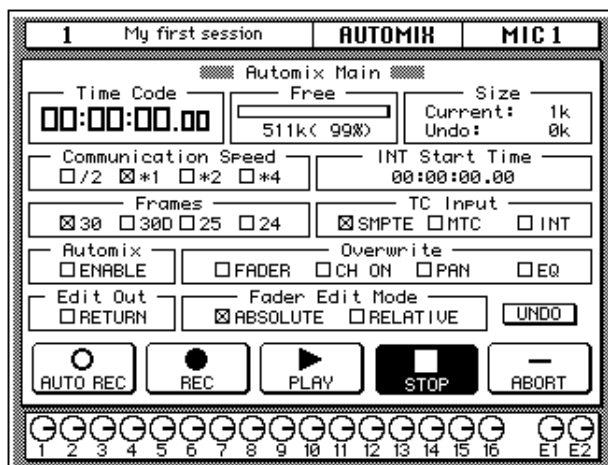 1 My first session AUTOMIX MIC 1
Automix Main
Time Code Free Size
00:00:00.00 511k( 99%) Current: 1k
Undo: 0k
Communication Speed INT Start Time
/2 *1 *2 *4 00:00:00.00
Frames TC Input
30 30D 25 24 SMPTE MTC INT
Automix Overwrite
ENABLE FADER CH ON PAN EQ
Edit Out Fader Edit Mode
RETURN ABSOLUTE RELATIVE UNDO
AUTO REC REC PLAY STOP ABORT
1 2 3 4 5 6 7 8 9 10 11 12 13 14 15 16 E1 E2